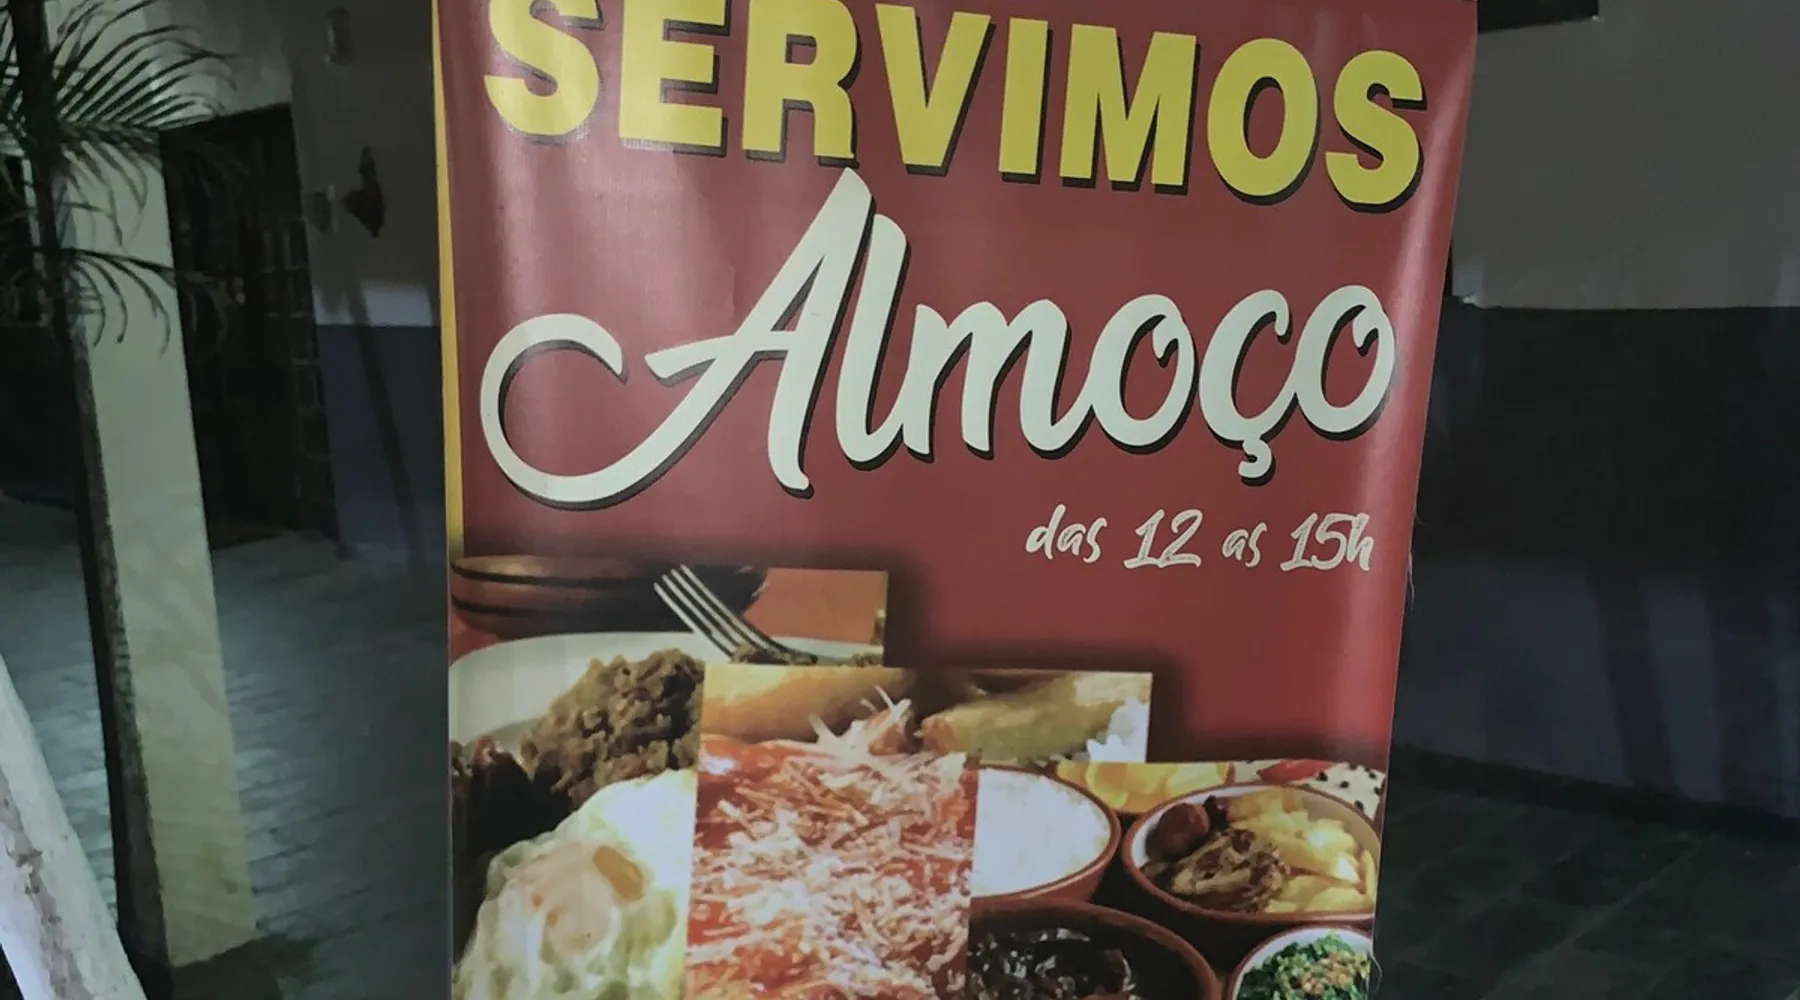 SERVIMOS
Almoço
das 12 as 15h